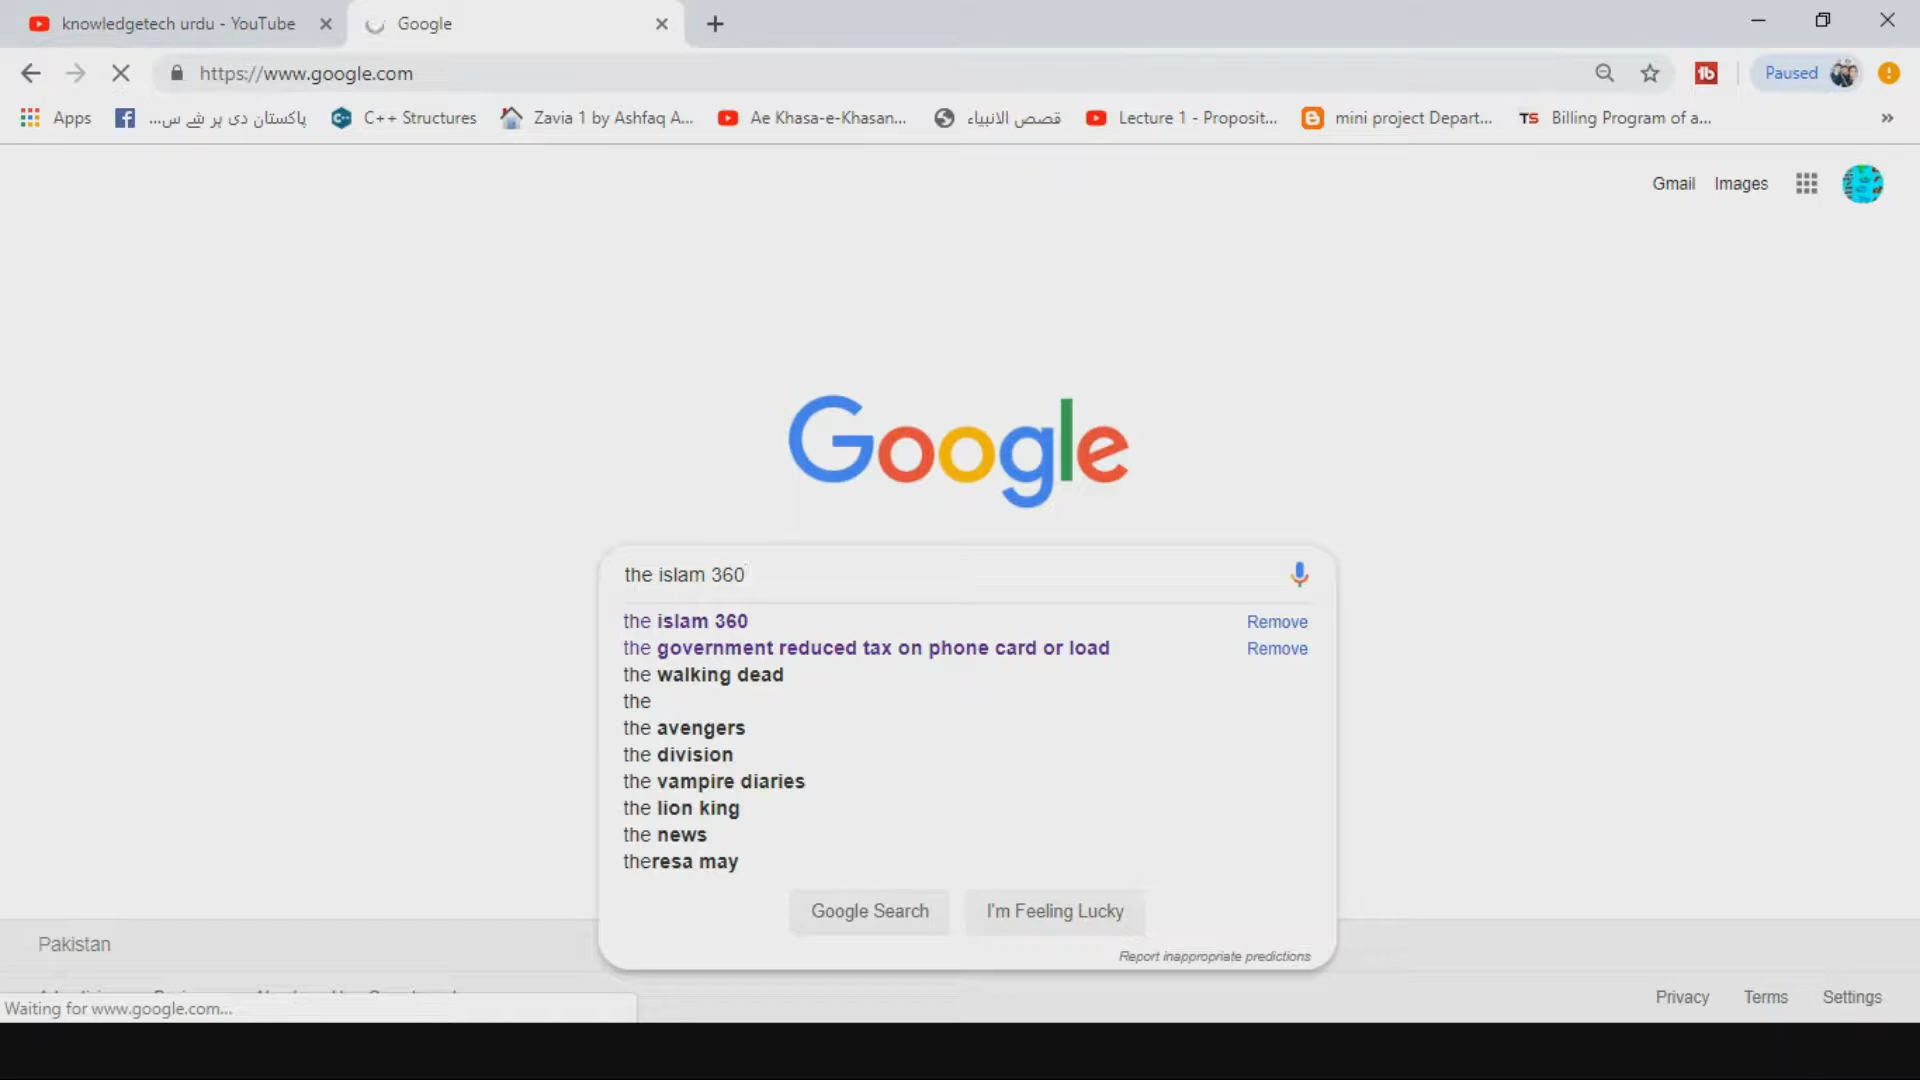 knowledgetech urdu - YouTube
Google
https://www.google.com
Paused
Apps
پاکستان دی ہر شے س...
C++ Structures
Zavia 1 by Ashfaq A...
Ae Khasa-e-Khasan...
قصص الانبیاء
Lecture 1 - Proposit...
mini project Depart...
TS Billing Program of a...
»
Gmail
Images
Google
the islam 360
the islam 360 Remove
the government reduced tax on phone card or load Remove
the walking dead
the
the avengers
the division
the vampire diaries
the lion king
the news
theresa may
Google Search
I'm Feeling Lucky
Report inappropriate predictions
Pakistan
Privacy
Terms
Settings
Waiting for www.google.com...